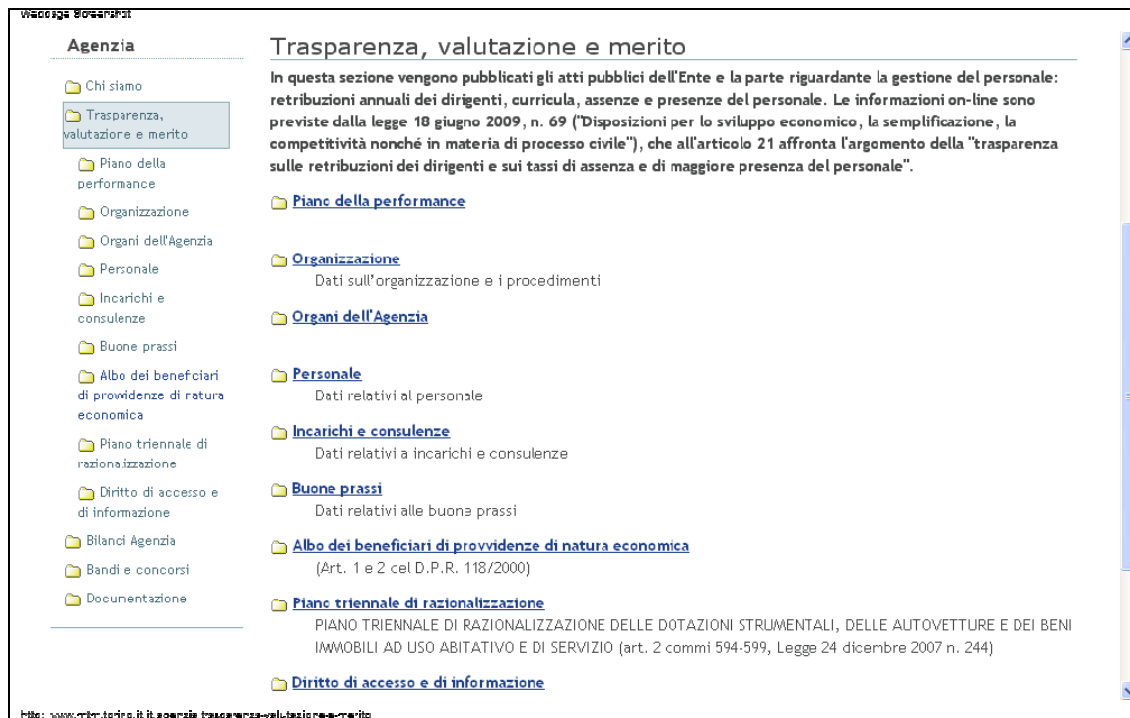 Webpage Screenshot
Agenzia
Chi siamo
Trasparenza,
valutazione e merito
Piano della
performance
Organizzazione
Organi dell'Agenzia
Personale
Incarichi e
consulenze
Buone prassi
Albo dei beneficiari
di provvidenze di natura
economica
Piano triennale di
razionalizzazione
Diritto di accesso e
di informazione
Bilanci Agenzia
Bandi e concorsi
Documentazione
Trasparenza, valutazione e merito
In questa sezione vengono pubblicati gli atti pubblici dell'Ente e la parte riguardante la gestione del personale:
retribuzioni annuali dei dirigenti, curricula, assenze e presenze del personale. Le informazioni on-line sono
previste dalla legge 18 giugno 2009, n. 69 ("Disposizioni per lo sviluppo economico, la semplificazione, la
competitività nonché in materia di processo civile"), che all'articolo 21 affronta l'argomento della "trasparenza
sulle retribuzioni dei dirigenti e sui tassi di assenza e di maggiore presenza del personale".
Piano della performance
Organizzazione
Dati sull'organizzazione e i procedimenti
Organi dell'Agenzia
Personale
Dati relativi al personale
Incarichi e consulenze
Dati relativi a incarichi e consulenze
Buone prassi
Dati relativi alle buone prassi
Albo dei beneficiari di provvidenze di natura economica
(Art. 1 e 2 del D.P.R. 118/2000)
Piano triennale di razionalizzazione
PIANO TRIENNALE DI RAZIONALIZZAZIONE DELLE DOTAZIONI STRUMENTALI, DELLE AUTOVETTURE E DEI BENI
IMMOBILI AD USO ABITATIVO E DI SERVIZIO (art. 2 commi 594-599, Legge 24 dicembre 2007 n. 244)
Diritto di accesso e di informazione